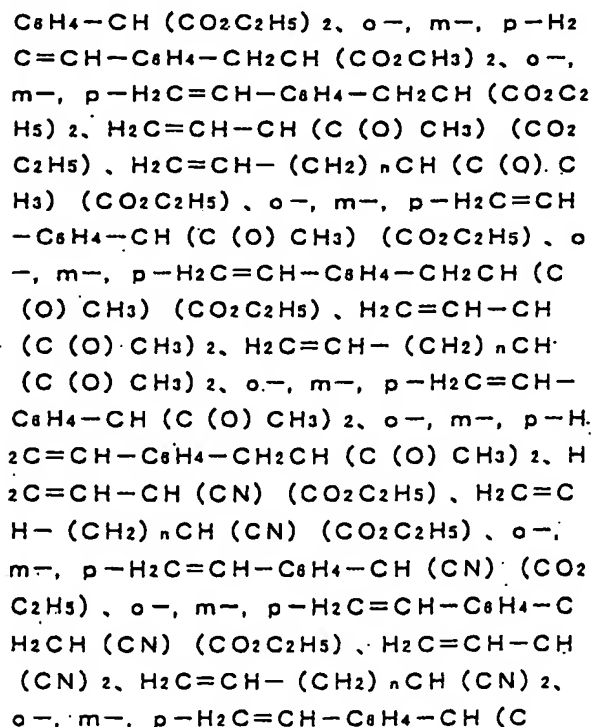 C6H4-CH (CO2C2H5) 2、o-, m-, p-H2
C=CH-C6H4-CH2CH (CO2CH3) 2、o-,
m-, p-H2C=CH-C6H4-CH2CH (CO2C2
H5) 2、H2C=CH-CH (C (O) CH3) (CO2
C2H5) 、H2C=CH- (CH2) nCH (C (O) C
H3) (CO2C2H5) 、o-, m-, p-H2C=CH
-C6H4-CH (C (O) CH3) (CO2C2H5) 、o
-, m-, p-H2C=CH-C6H4-CH2CH (C
(O) CH3) (CO2C2H5) 、H2C=CH-CH
(C (O) CH3) 2、H2C=CH- (CH2) nCH
(C (O) CH3) 2、o-, m-, p-H2C=CH-
C6H4-CH (C (O) CH3) 2、o-, m-, p-H
2C=CH-C6H4-CH2CH (C (O) CH3) 2、H
2C=CH-CH (CN) (CO2C2H5) 、H2C=C
H- (CH2) nCH (CN) (CO2C2H5) 、o-,
m-, p-H2C=CH-C6H4-CH (CN) (CO2
C2H5) 、o-, m-, p-H2C=CH-C6H4-C
H2CH (CN) (CO2C2H5) 、H2C=CH-CH
(CN) 2、H2C=CH- (CH2) nCH (CN) 2、
o-, m-, p-H2C=CH-C6H4-CH (C